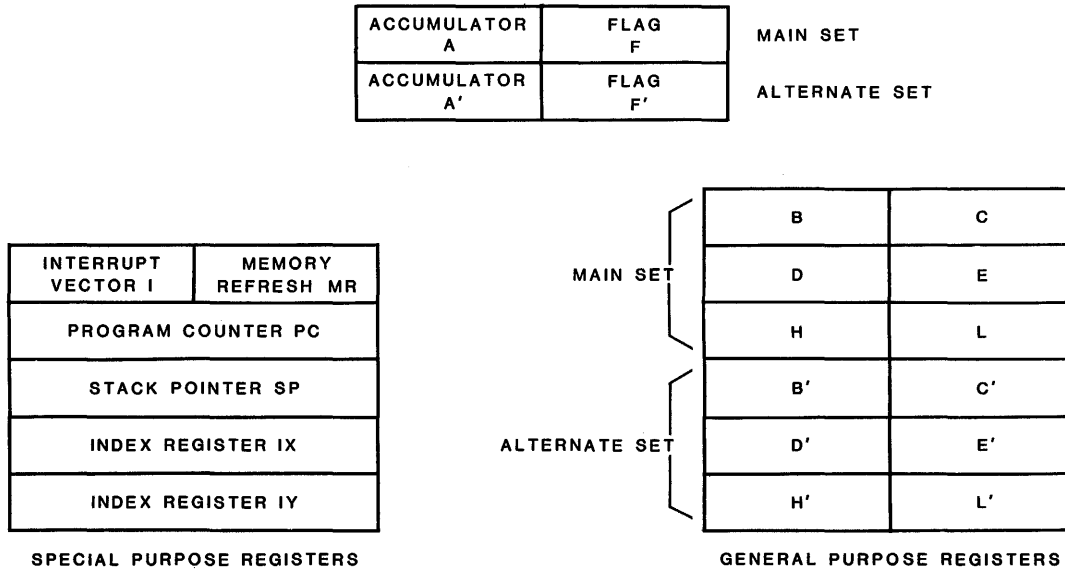 ACCUMULATOR A
FLAG F
MAIN SET
ACCUMULATOR A'
FLAG F'
ALTERNATE SET
INTERRUPT
VECTOR I
MEMORY
REFRESH MR
PROGRAM COUNTER PC
STACK POINTER SP
INDEX REGISTER IX
INDEX REGISTER IY
SPECIAL PURPOSE REGISTERS
MAIN SET
B
C
D
E
H
L
ALTERNATE SET
B'
C'
D'
E'
H'
L'
GENERAL PURPOSE REGISTERS